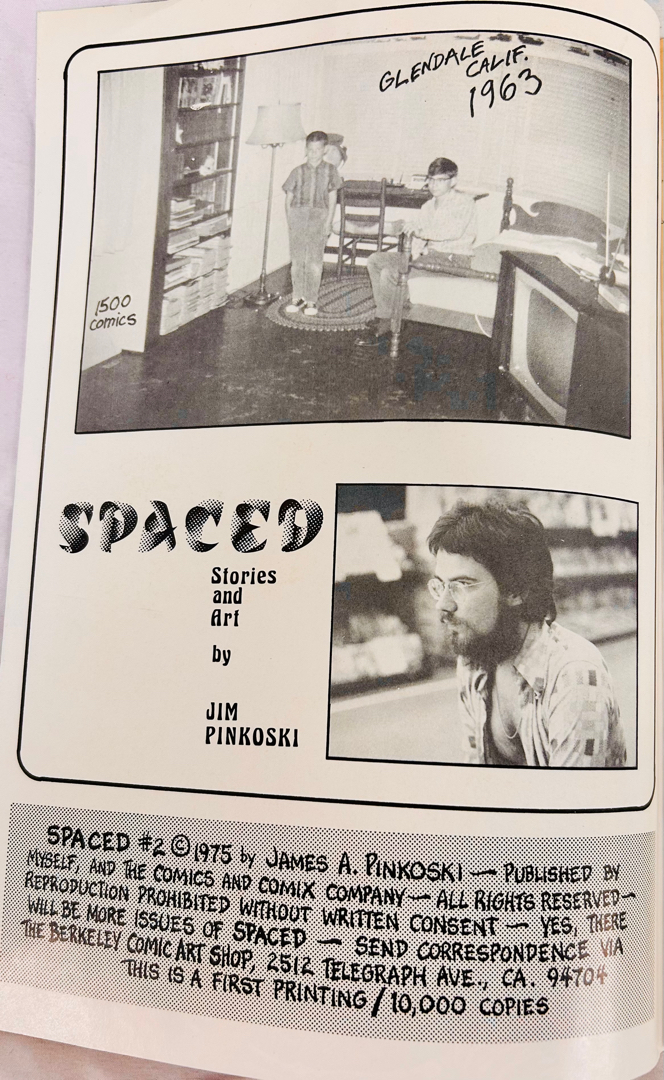 GLENDALE
CALIF.
1963
1500
comics
SPACED
Stories
and
Art
by
JIM
PINKOSKI
SPACED #2 © 1975 by JAMES A. PINKOSKI — PUBLISHED BY
MYSELF, AND THE COMICS AND COMIX COMPANY — ALL RIGHTS RESERVED —
REPRODUCTION PROHIBITED WITHOUT WRITTEN CONSENT — YES, THERE
WILL BE MORE ISSUES OF SPACED — SEND CORRESPONDENCE VIA
THE BERKELEY COMIC ART SHOP, 2512 TELEGRAPH AVE., CA. 94704
THIS IS A FIRST PRINTING / 10,000 COPIES